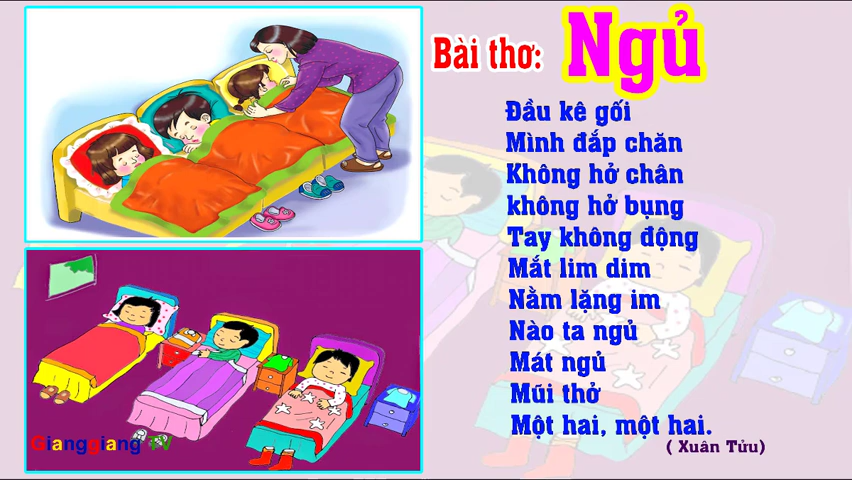 Bài thơ: Ngủ
Đầu kê gối
Mình đắp chăn
Không hở chân
không hở bụng
Tay không động
Mắt lim dim
Nằm lặng im
Nào ta ngủ
Mát ngủ
Mũi thở
Một hai, một hai.
( Xuân Tửu)
Gianggiang TV